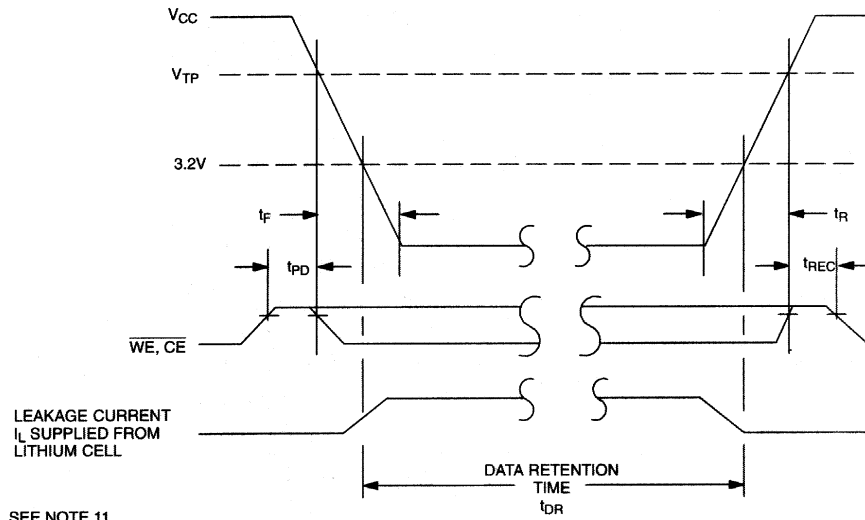 VCC
VTP
3.2V
tF
tR
tPD
tREC
WE, CE
LEAKAGE CURRENT
IL SUPPLIED FROM
LITHIUM CELL
DATA RETENTION
TIME
tDR
SEE NOTE 11